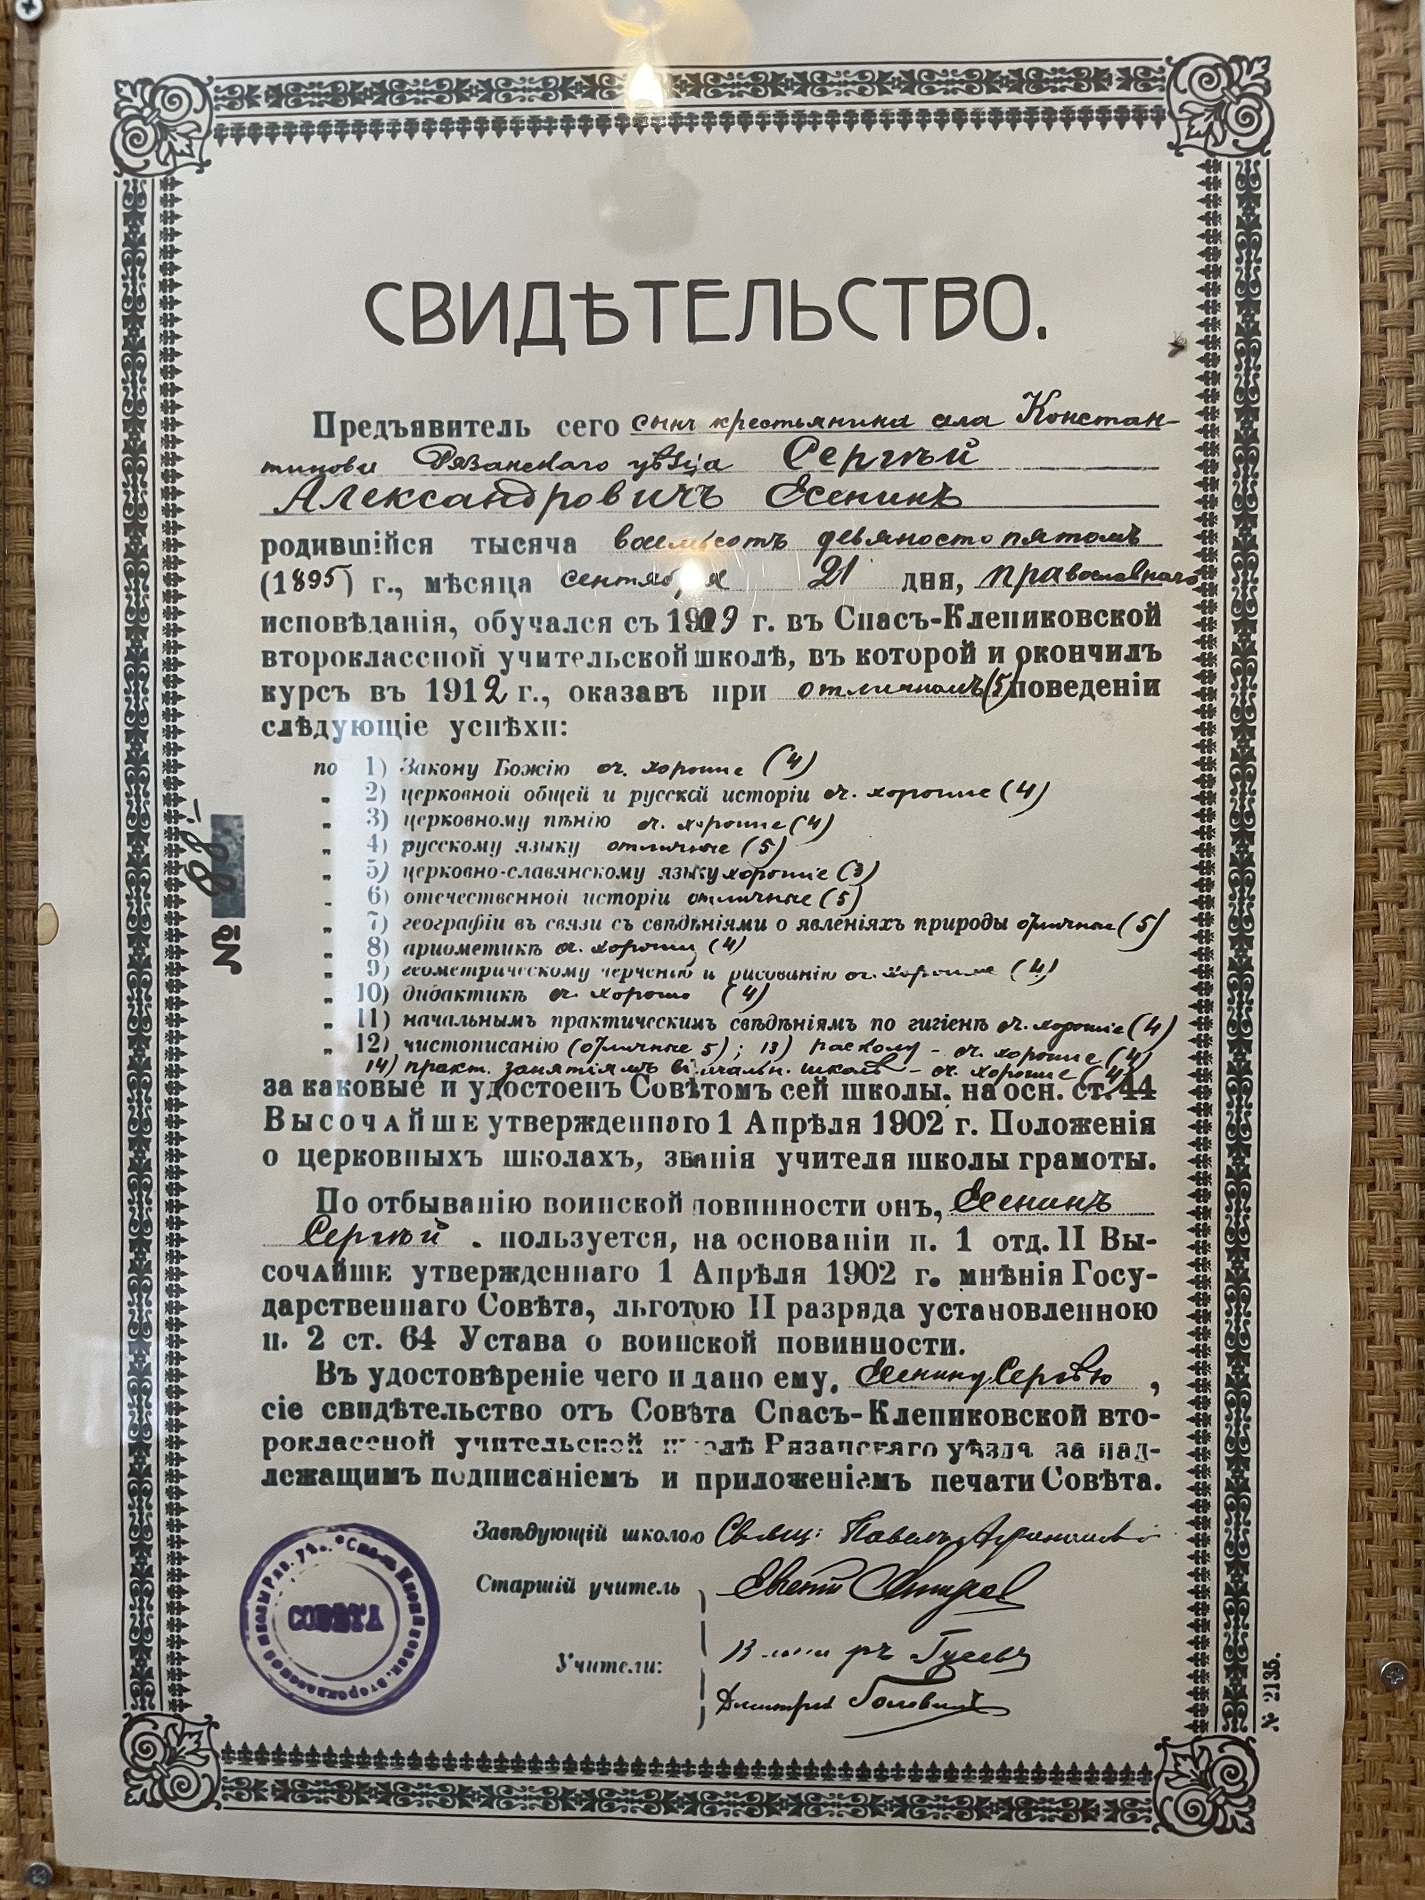 СВИДѢТЕЛЬСТВО.
Предъявитель сего сынъ крестьянина села Констан-
тинова Рязанскаго уѣзда Сергѣй
Александровичъ Есенинъ
родившійся тысяча восемьсотъ девяносто пятомъ
(1895) г., мѣсяца сентября 21 дня, православнаго
исповѣданія, обучался съ 1909 г. въ Спасъ-Клепиковской
второклассной учительской школѣ, въ которой и окончилъ
курсъ въ 1912 г., оказавъ при отличномъ (5) поведеніи
слѣдующіе успѣхи:
по 1) Закону Божію оч. хорошие (4)
„ 2) церковной общей и русской исторіи оч. хорошие (4)
„ 3) церковному пѣнію оч. хорошие (4)
„ 4) русскому языку отличные (5)
„ 5) церковно-славянскому языку хорошие (3)
„ 6) отечественной исторіи отличные (5)
„ 7) географіи въ связи съ свѣдѣніями о явленіяхъ природы отличные (5)
„ 8) ариѳметикѣ оч. хорошие (4)
„ 9) геометрическому черченію и рисованію оч. хорошие (4)
„ 10) дидактикѣ оч. хорошо (4)
„ 11) начальнымъ практическимъ свѣдѣніямъ по гигіенѣ оч. хорошие (4)
„ 12) чистописанію (отличные 5); 13) расколу - оч. хорошие (4)
14) практ. занятіямъ въ начальн. школѣ - оч. хорошие (4)
за каковые и удостоенъ Совѣтомъ сей школы, на осн. ст. 44
Высочайше утвержденнаго 1 Апрѣля 1902 г. Положенія
о церковныхъ школахъ, званія учителя школы грамоты.
По отбыванію воинской повинности онъ, Есенинъ
Сергѣй . пользуется, на основаніи п. 1 отд. II Вы-
сочайше утвержденнаго 1 Апрѣля 1902 г. мнѣнія Госу-
дарственнаго Совѣта, льготою II разряда установленною
п. 2 ст. 64 Устава о воинской повинности.
Въ удостовѣреніе чего и дано ему, Есенину Сергѣю ,
сіе свидѣтельство отъ Совѣта Спасъ-Клепиковской вто-
роклассной учительской школѣ Рязанскаго уѣзда за над-
лежащимъ подписаніемъ и приложеніемъ печати Совѣта.
Завѣдующій школою Свящ: Павелъ
Старшій учитель
Учители: Гусевъ
Дмитрій
№ 88
СОВѢТА
№ 2135.